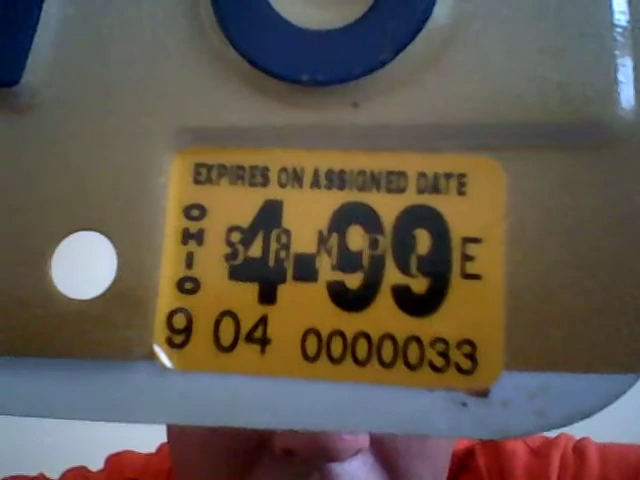 EXPIRES ON ASSIGNED DATE
OHIO
4-99
SAMPLE
9 04 0000033